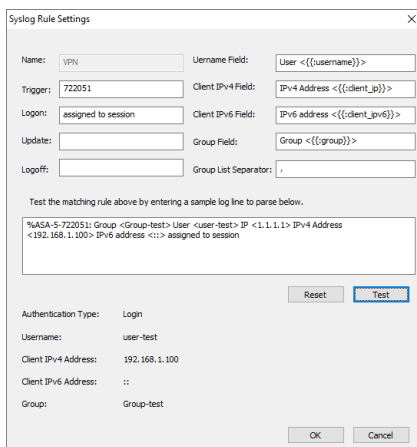 Syslog Rule Settings
Name: VPN Uername Field: User <{{:username}}>
Trigger: 722051 Client IPv4 Field: IPv4 Address <{{:client_ip}}>
Logon: assigned to session Client IPv6 Field: IPv6 address <{{:client_ipv6}}>
Update: Group Field: Group <{{:group}}>
Logoff: Group List Separator: ,
Test the matching rule above by entering a sample log line to parse below.
%ASA-5-722051: Group <Group-test> User <user-test> IP <1.1.1.1> IPv4 Address
<192.168.1.100> IPv6 address <::> assigned to session
Reset Test
Authentication Type: Login
Username: user-test
Client IPv4 Address: 192.168.1.100
Client IPv6 Address: ::
Group: Group-test
OK Cancel